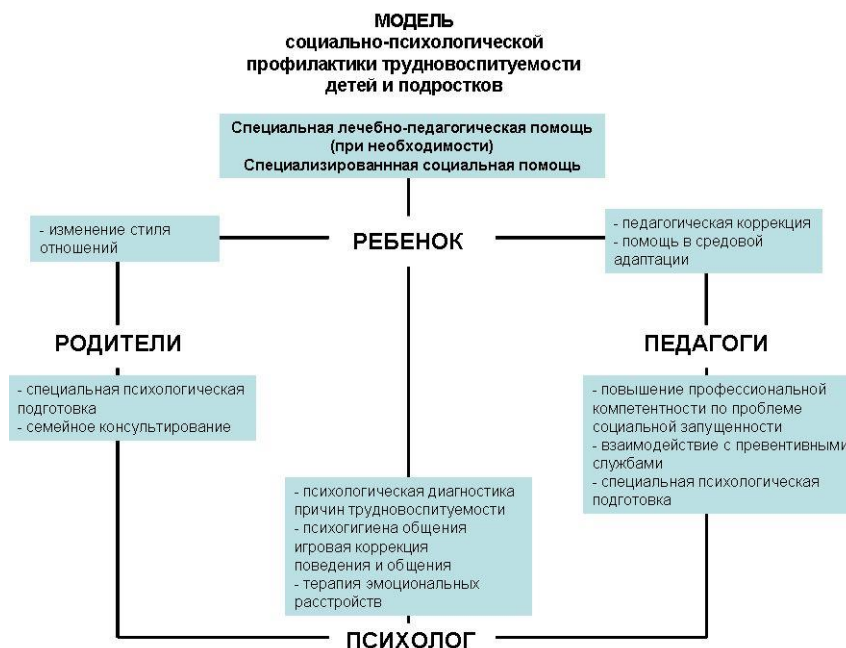 МОДЕЛЬ
социально-психологической
профилактики трудновоспитуемости
детей и подростков
Специальная лечебно-педагогическая помощь
(при необходимости)
Специализированнная социальная помощь
- изменение стиля
отношений
РЕБЕНОК
- педагогическая коррекция
- помощь в средовой
адаптации
РОДИТЕЛИ
ПЕДАГОГИ
- специальная психологическая
подготовка
- семейное консультирование
- повышение профессиональной
компетентности по проблеме
социальной запущенности
- взаимодействие с превентивными
службами
- специальная психологическая
подготовка
- психологическая диагностика
причин трудновоспитуемости
- психогигиена общения
игровая коррекция
поведения и общения
- терапия эмоциональных
расстройств
ПСИХОЛОГ